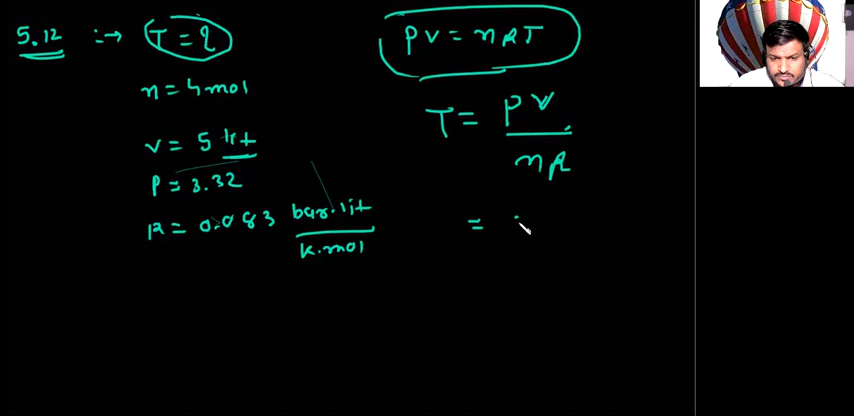 5.12 :→ T = ?
n = 4 mol
V = 5 lit
P = 3.32
R = 0.083 bar.lit / K.mol
PV = nRT
T = PV / nR
=